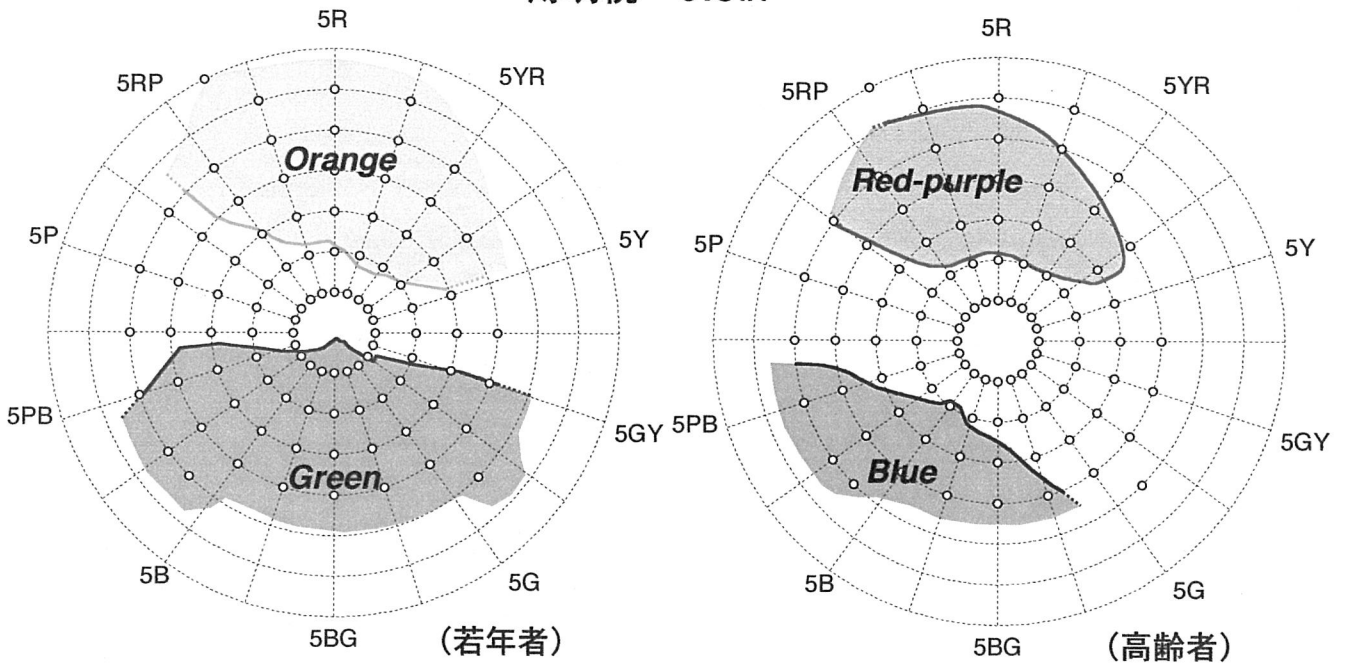 5R
5RP
5YR
Orange
5P
5Y
5PB
5GY
Green
5B
5G
5BG
(若年者)
5R
5RP
5YR
Red-purple
5P
5Y
5PB
5GY
Blue
5B
5G
5BG
(高齢者)